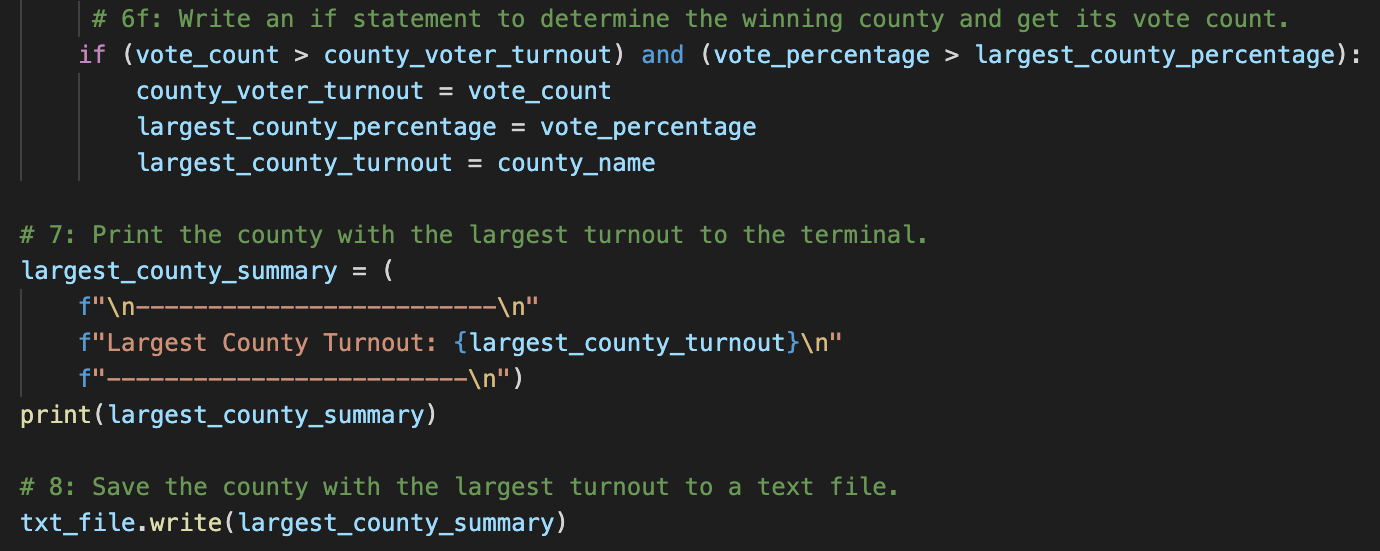 # 6f: Write an if statement to determine the winning county and get its vote count.
if (vote_count > county_voter_turnout) and (vote_percentage > largest_county_percentage):
county_voter_turnout = vote_count
largest_county_percentage = vote_percentage
largest_county_turnout = county_name
# 7: Print the county with the largest turnout to the terminal.
largest_county_summary = (
f"\n-------------------------\n"
f"Largest County Turnout: {largest_county_turnout}\n"
f"-------------------------\n")
print(largest_county_summary)
# 8: Save the county with the largest turnout to a text file.
txt_file.write(largest_county_summary)